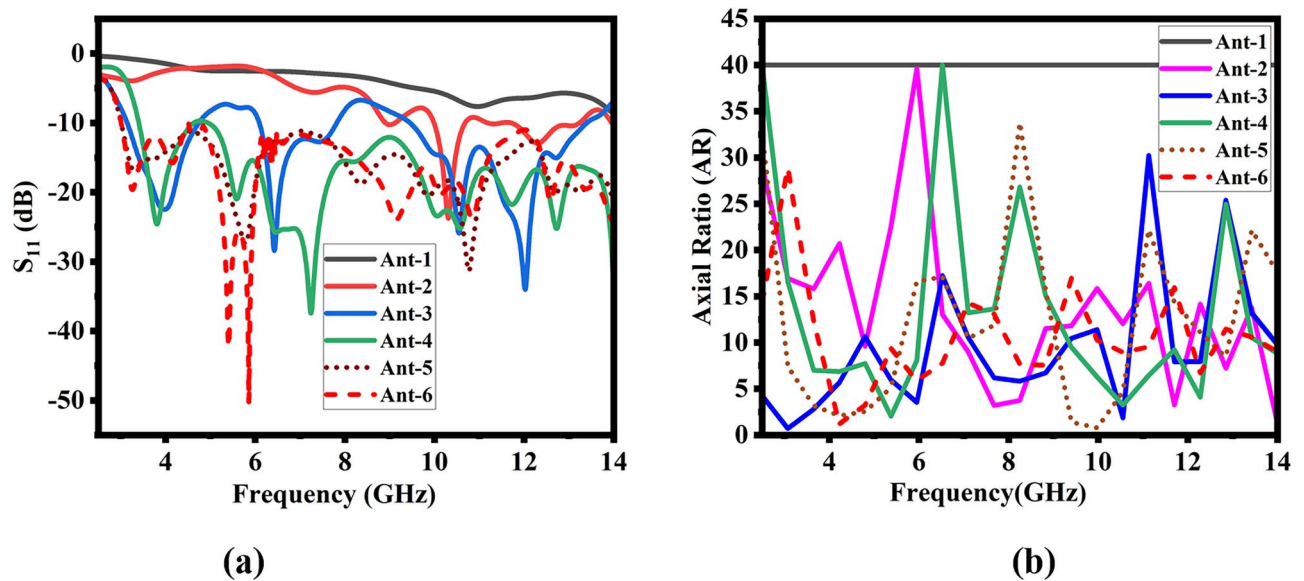 0
-10
-20
-30
-40
-50
S11 (dB)
4 6 8 10 12 14
Frequency (GHz)
Ant-1
Ant-2
Ant-3
Ant-4
Ant-5
Ant-6
(a)
45
40
35
30
25
20
15
10
5
0
Axial Ratio (AR)
4 6 8 10 12 14
Frequency(GHz)
Ant-1
Ant-2
Ant-3
Ant-4
Ant-5
Ant-6
(b)